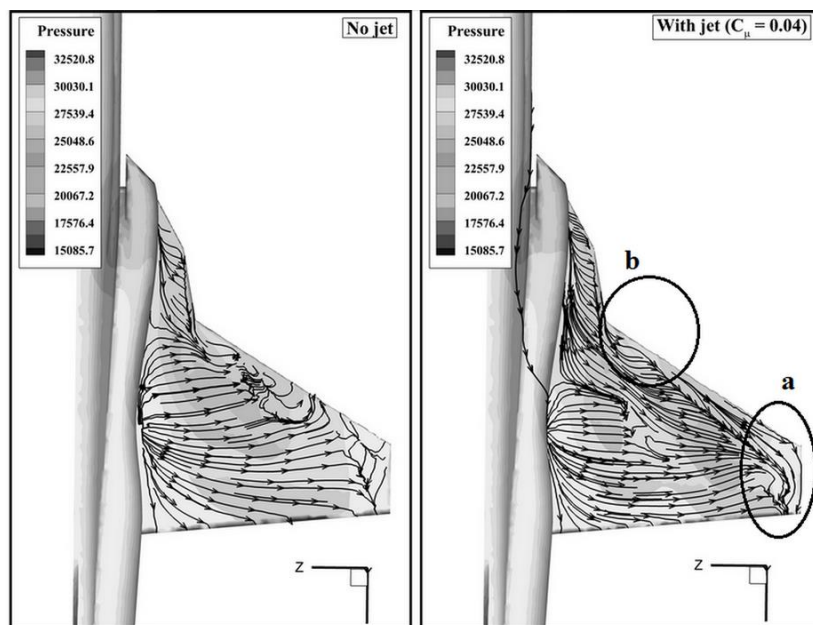 Pressure
32520.8
30030.1
27539.4
25048.6
22557.9
20067.2
17576.4
15085.7
No jet
Z
Pressure
32520.8
30030.1
27539.4
25048.6
22557.9
20067.2
17576.4
15085.7
With jet (Cμ = 0.04)
b
a
Z